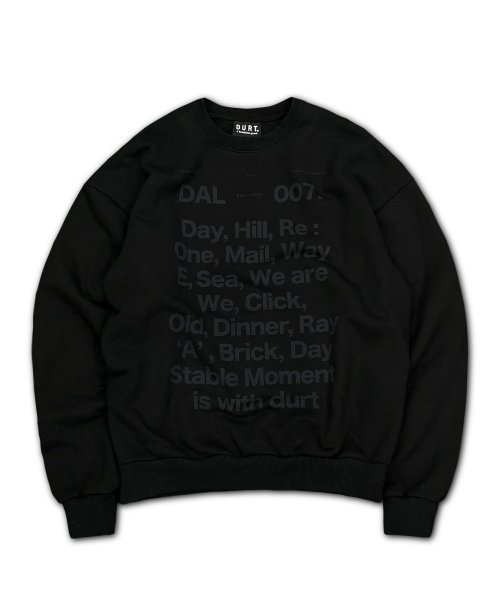 DURT.
DAL 007.
Day, Hill, Re :
One, Mail, Way
E, Sea, We are
We, Click,
Old, Dinner, Ray
‘A’ , Brick, Day
Stable Moment
is with durt